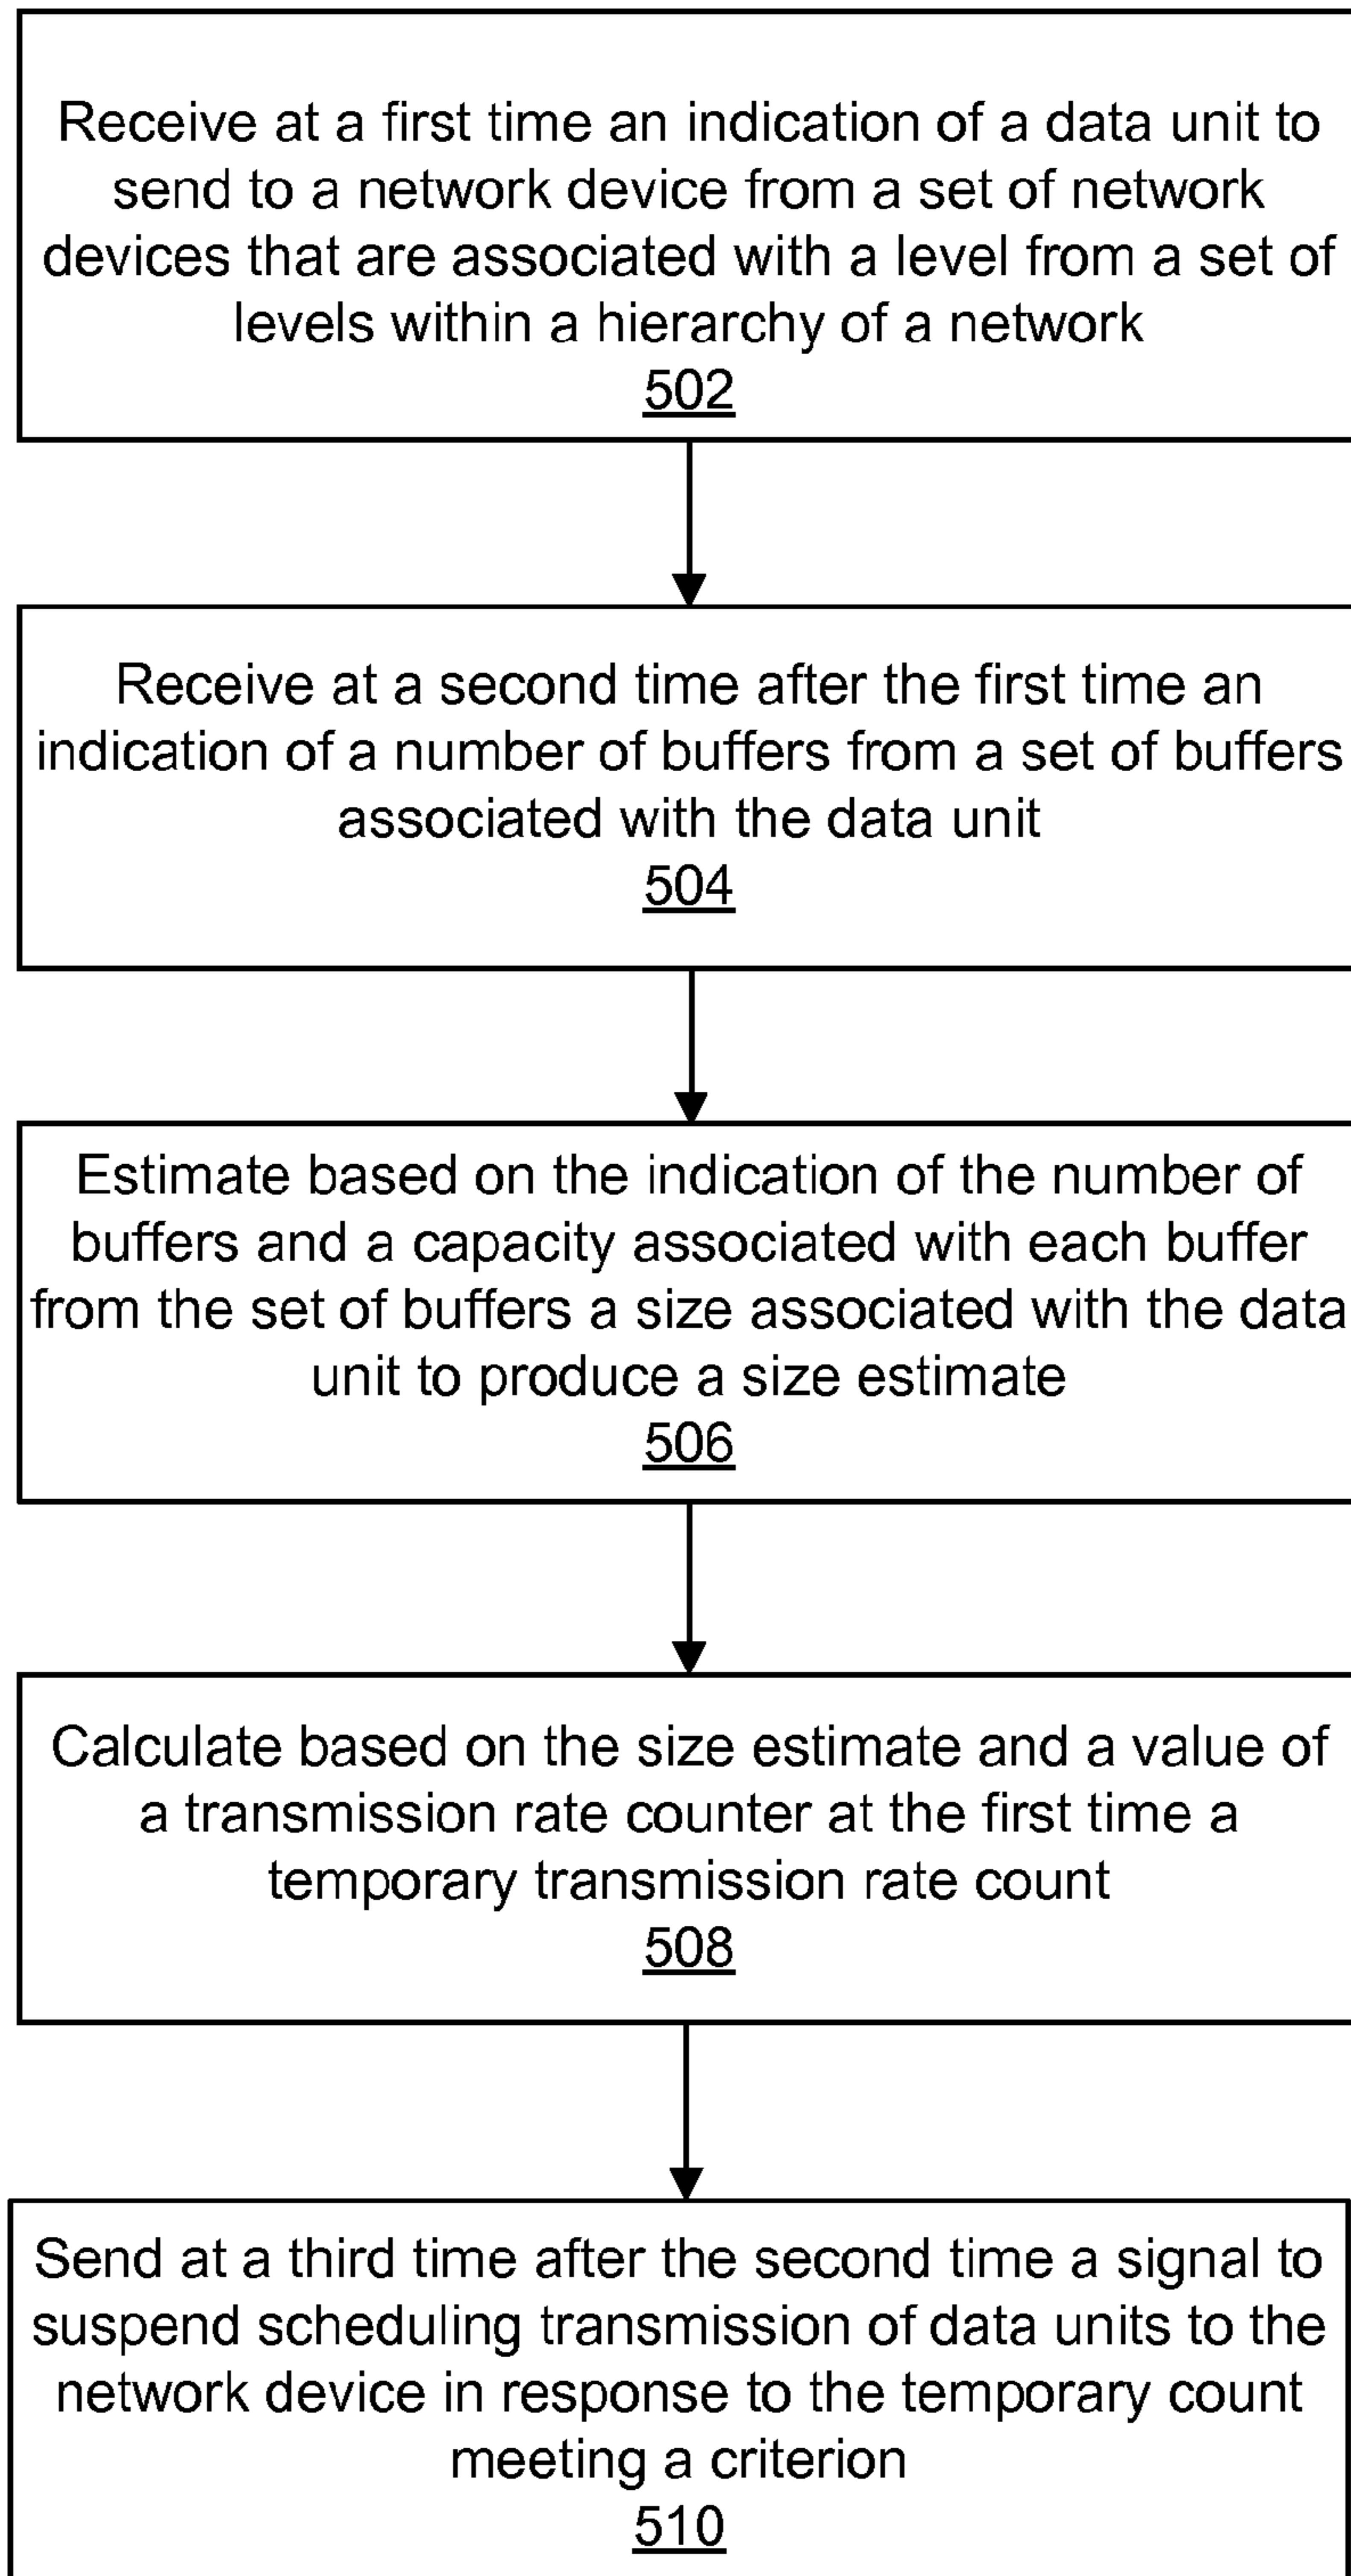 Receive at a first time an indication of a data unit to
send to a network device from a set of network
devices that are associated with a level from a set of
levels within a hierarchy of a network
502
Receive at a second time after the first time an
indication of a number of buffers from a set of buffers
associated with the data unit
504
Estimate based on the indication of the number of
buffers and a capacity associated with each buffer
from the set of buffers a size associated with the data
unit to produce a size estimate
506
Calculate based on the size estimate and a value of
a transmission rate counter at the first time a
temporary transmission rate count
508
Send at a third time after the second time a signal to
suspend scheduling transmission of data units to the
network device in response to the temporary count
meeting a criterion
510